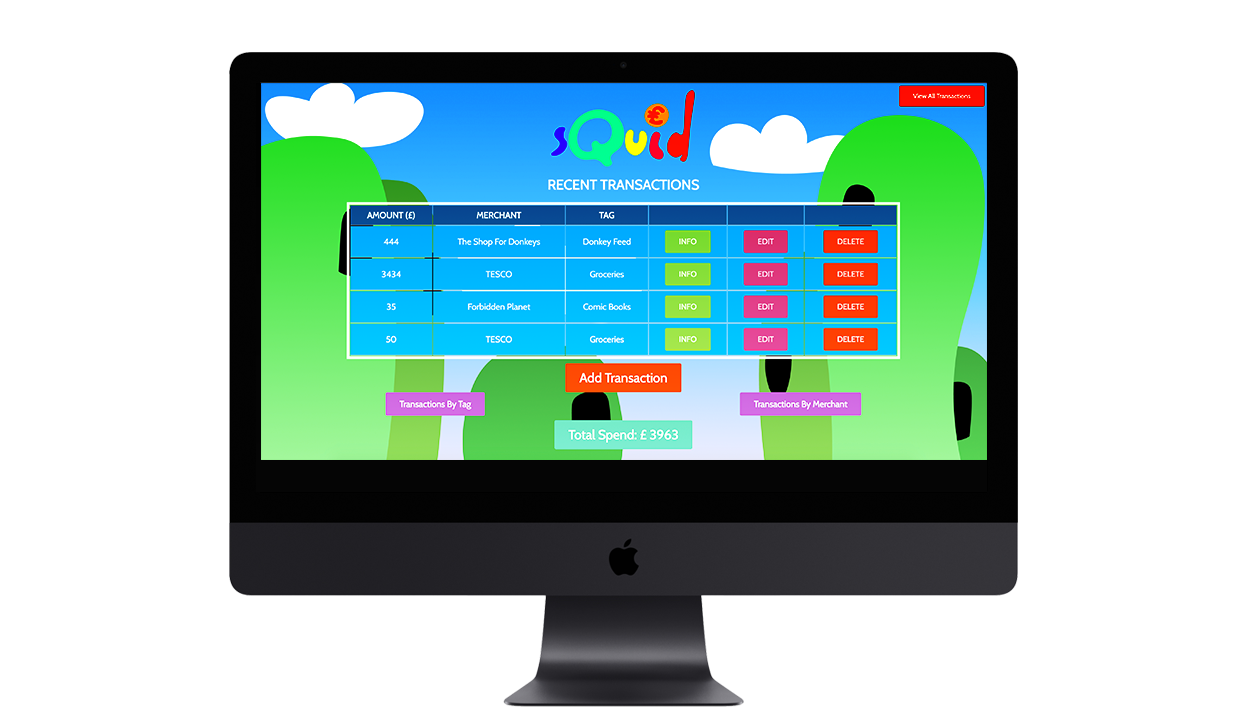 View All Transactions
sQuid
RECENT TRANSACTIONS
AMOUNT (£) MERCHANT TAG
444 The Shop For Donkeys Donkey Feed INFO EDIT DELETE
3434 TESCO Groceries INFO EDIT DELETE
35 Forbidden Planet Comic Books INFO EDIT DELETE
50 TESCO Groceries INFO EDIT DELETE
Add Transaction
Transactions By Tag Transactions By Merchant
Total Spend: £ 3963